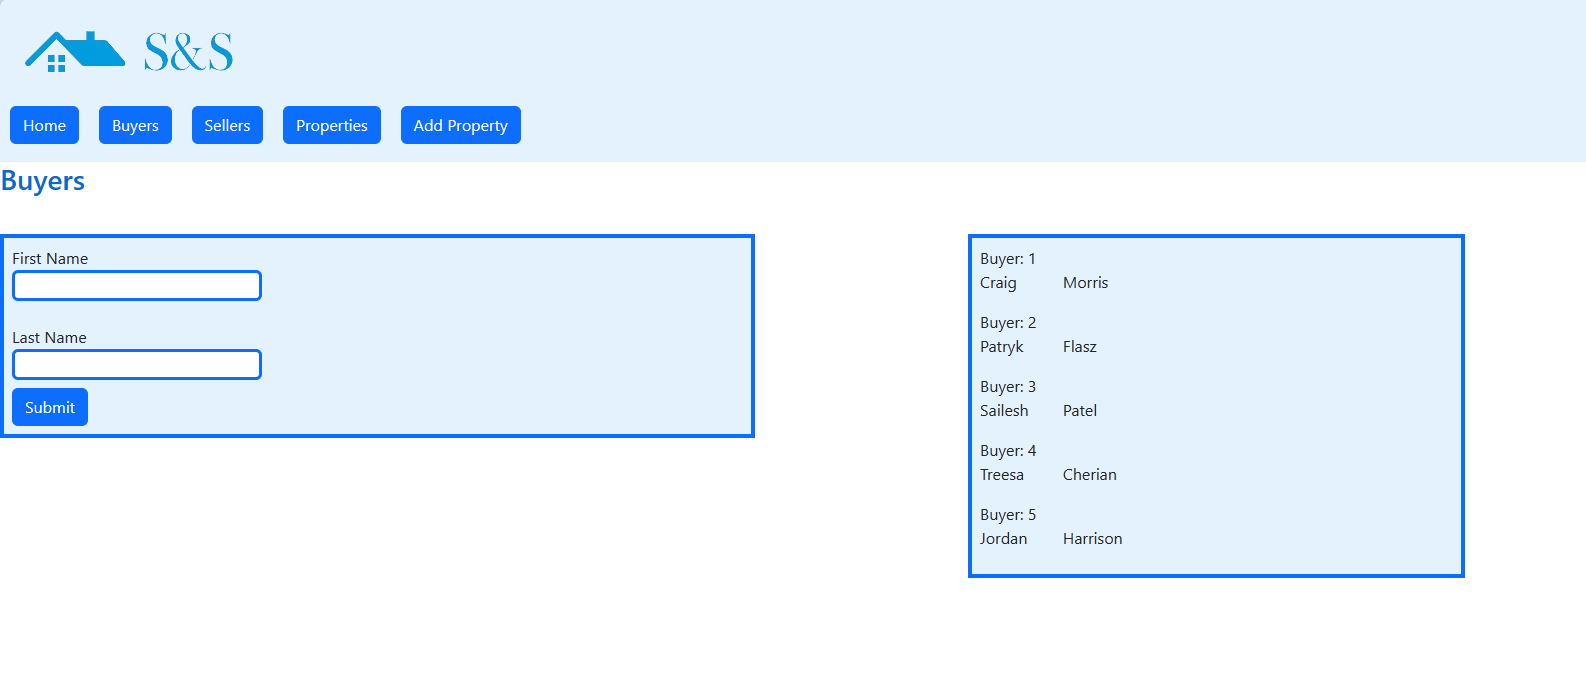 S&S
Home Buyers Sellers Properties Add Property
Buyers
First Name
Last Name
Submit
Buyer: 1
Craig Morris
Buyer: 2
Patryk Flasz
Buyer: 3
Sailesh Patel
Buyer: 4
Treesa Cherian
Buyer: 5
Jordan Harrison